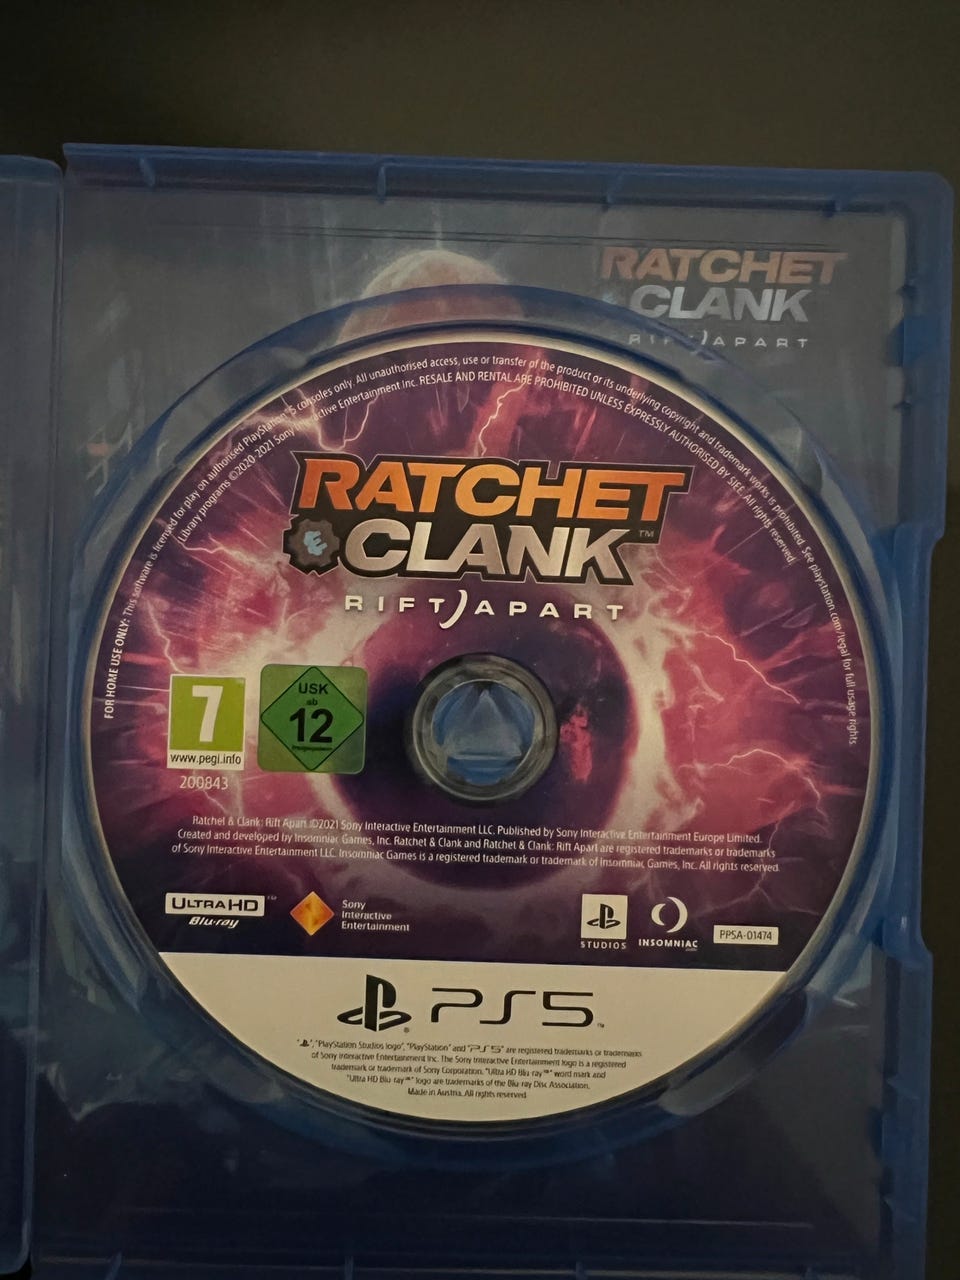 RATCHET
CLANK
RIFT APART
FOR HOME USE ONLY: This software is licensed for play on authorised PlayStation®5 consoles only. All unauthorised access, use or transfer of the product or its underlying copyright and trademark works is prohibited. See playstation.com/legal for full usage rights.
Library programs ©2020-2021 Sony Interactive Entertainment Inc. RESALE AND RENTAL ARE PROHIBITED UNLESS EXPRESSLY AUTHORISED BY SIEE. All rights reserved.
RATCHET
CLANK™
RIFT APART
7
www.pegi.info
200843
USK
ab
12
Ratchet & Clank: Rift Apart ©2021 Sony Interactive Entertainment LLC. Published by Sony Interactive Entertainment Europe Limited.
Created and developed by Insomniac Games, Inc. Ratchet & Clank and Ratchet & Clank: Rift Apart are registered trademarks or trademarks
of Sony Interactive Entertainment LLC. Insomniac Games is a registered trademark or trademark of Insomniac Games, Inc. All rights reserved.
ULTRA HD™
Blu-ray
Sony
Interactive
Entertainment
STUDIOS
INSOMNIAC
PPSA-01474
® PS5™
"", "PlayStation Studios logo", "PlayStation" and "PS5" are registered trademarks or trademarks
of Sony Interactive Entertainment Inc. The Sony Interactive Entertainment logo is a registered
trademark or trademark of Sony Corporation. "Ultra HD Blu-ray™" word mark and
"Ultra HD Blu-ray™" logo are trademarks of the Blu-ray Disc Association.
Made in Austria. All rights reserved.